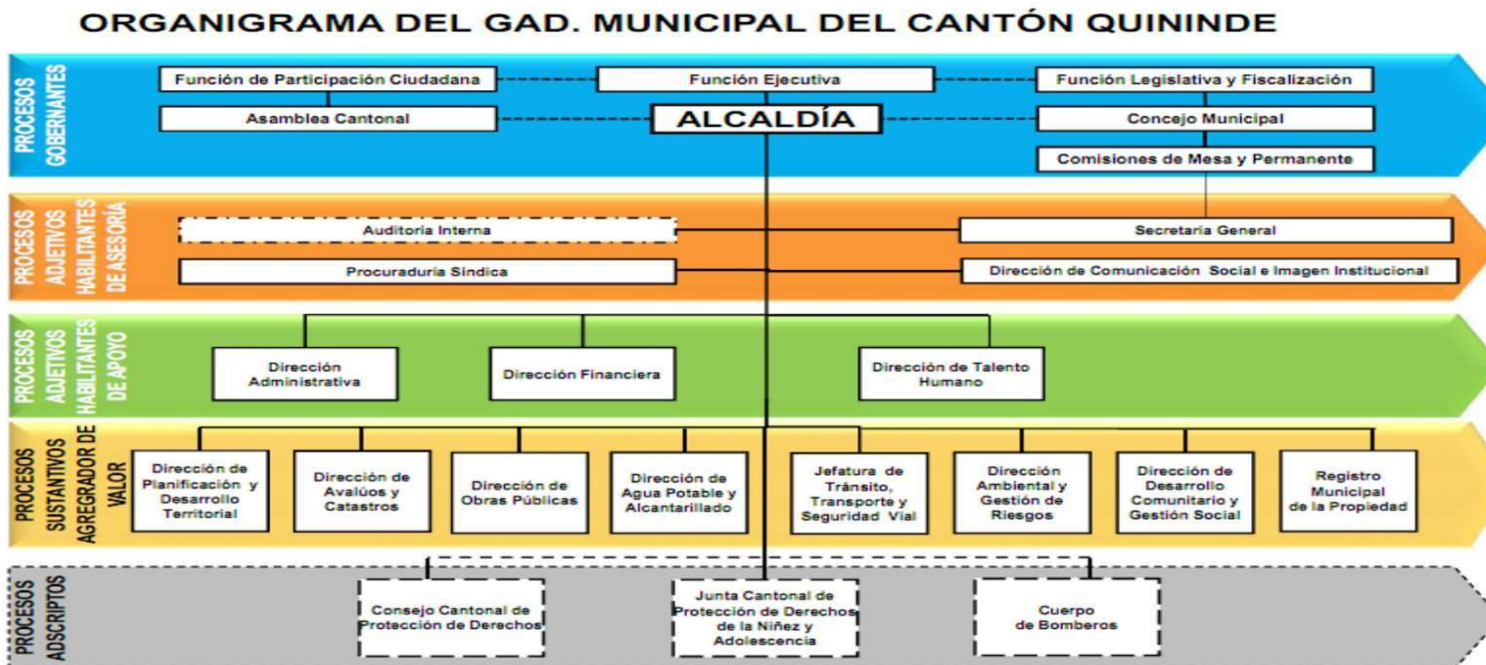 ORGANIGRAMA DEL GAD. MUNICIPAL DEL CANTÓN QUININDE
PROCESOS
GOBERNANTES
Función de Participación Ciudadana
Función Ejecutiva
Función Legislativa y Fiscalización
Asamblea Cantonal
ALCALDÍA
Concejo Municipal
Comisiones de Mesa y Permanente
PROCESOS
ADJETIVOS
HABILITANTES
DE ASESORÍA
Auditoría Interna
Secretaría General
Procuraduría Síndica
Dirección de Comunicación Social e Imagen Institucional
PROCESOS
ADJETIVOS
HABILITANTES
DE APOYO
Dirección
Administrativa
Dirección Financiera
Dirección de Talento
Humano
PROCESOS
SUSTANTIVOS
AGREGRADOR DE
VALOR
Dirección de
Planificación y
Desarrollo
Territorial
Dirección de
Avalúos y
Catastros
Dirección de
Obras Públicas
Dirección de
Agua Potable y
Alcantarillado
Jefatura de
Tránsito,
Transporte y
Seguridad Vial
Dirección
Ambiental y
Gestión de
Riesgos
Dirección de
Desarrollo
Comunitario y
Gestión Social
Registro
Municipal
de la Propiedad
PROCESOS
ADSCRIPTOS
Consejo Cantonal de
Protección de Derechos
Junta Cantonal de
Protección de Derechos
de la Niñez y
Adolescencia
Cuerpo
de Bomberos